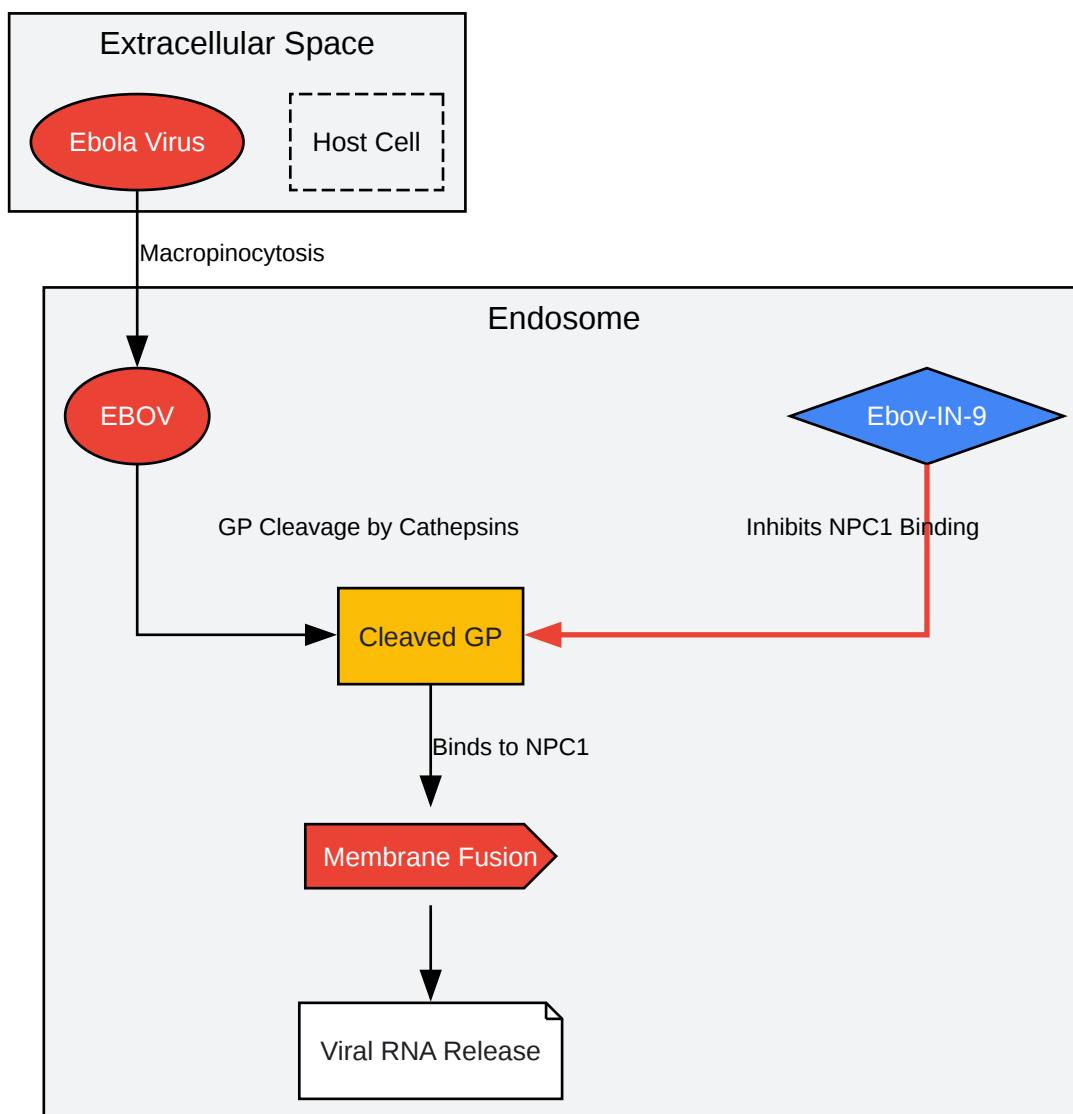 Extracellular Space
Ebola Virus
Host Cell
Macropinocytosis
Endosome
EBOV
Ebov-IN-9
GP Cleavage by Cathepsins
Inhibits NPC1 Binding
Cleaved GP
Binds to NPC1
Membrane Fusion
Viral RNA Release